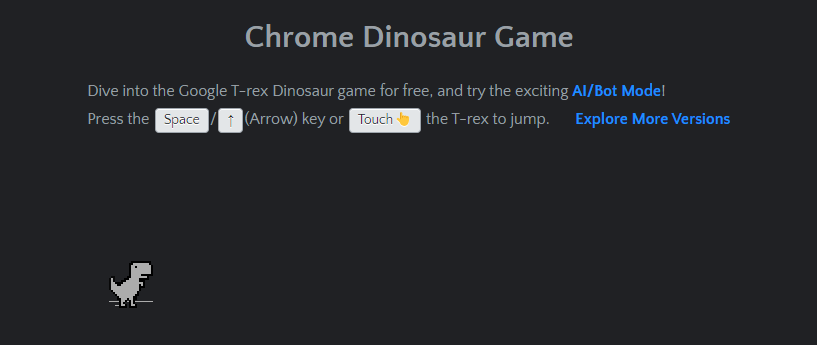 Chrome Dinosaur Game
Dive into the Google T-rex Dinosaur game for free, and try the exciting AI/Bot Mode!
Press the Space / ↑ (Arrow) key or Touch👆 the T-rex to jump. Explore More Versions